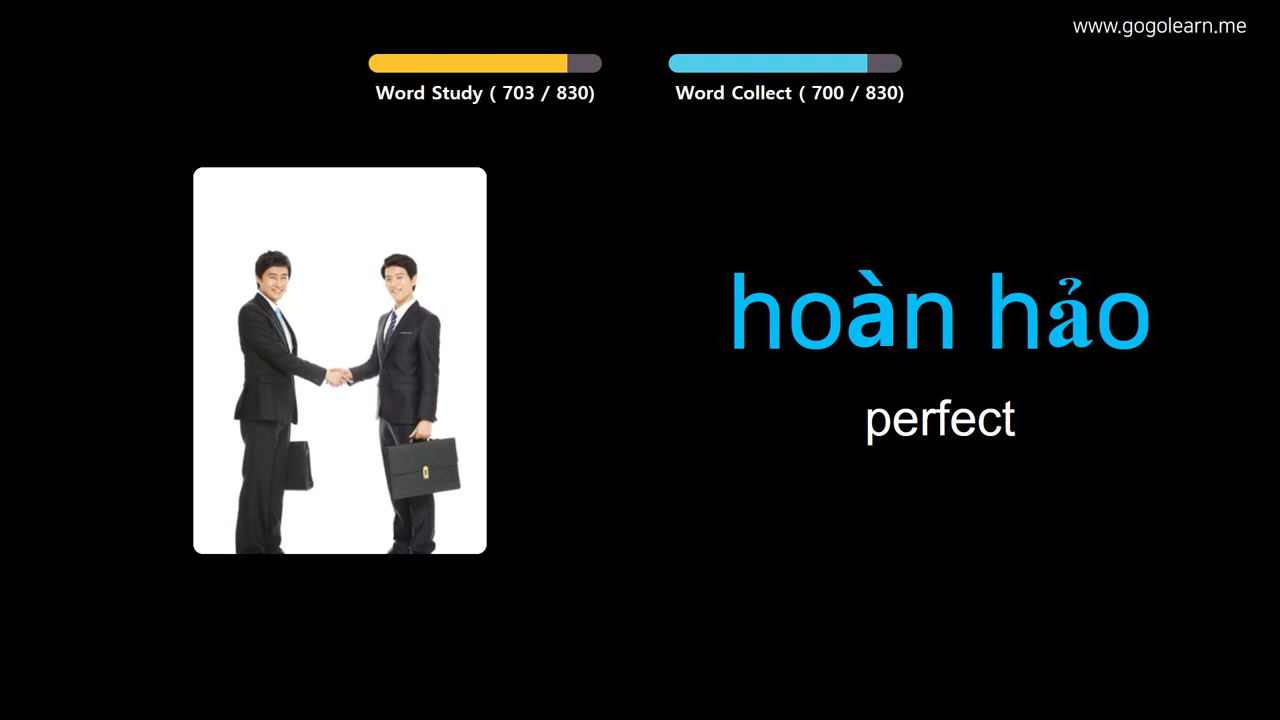 www.gogolearn.me
Word Study ( 703 / 830)
Word Collect ( 700 / 830)
hoàn hảo
perfect